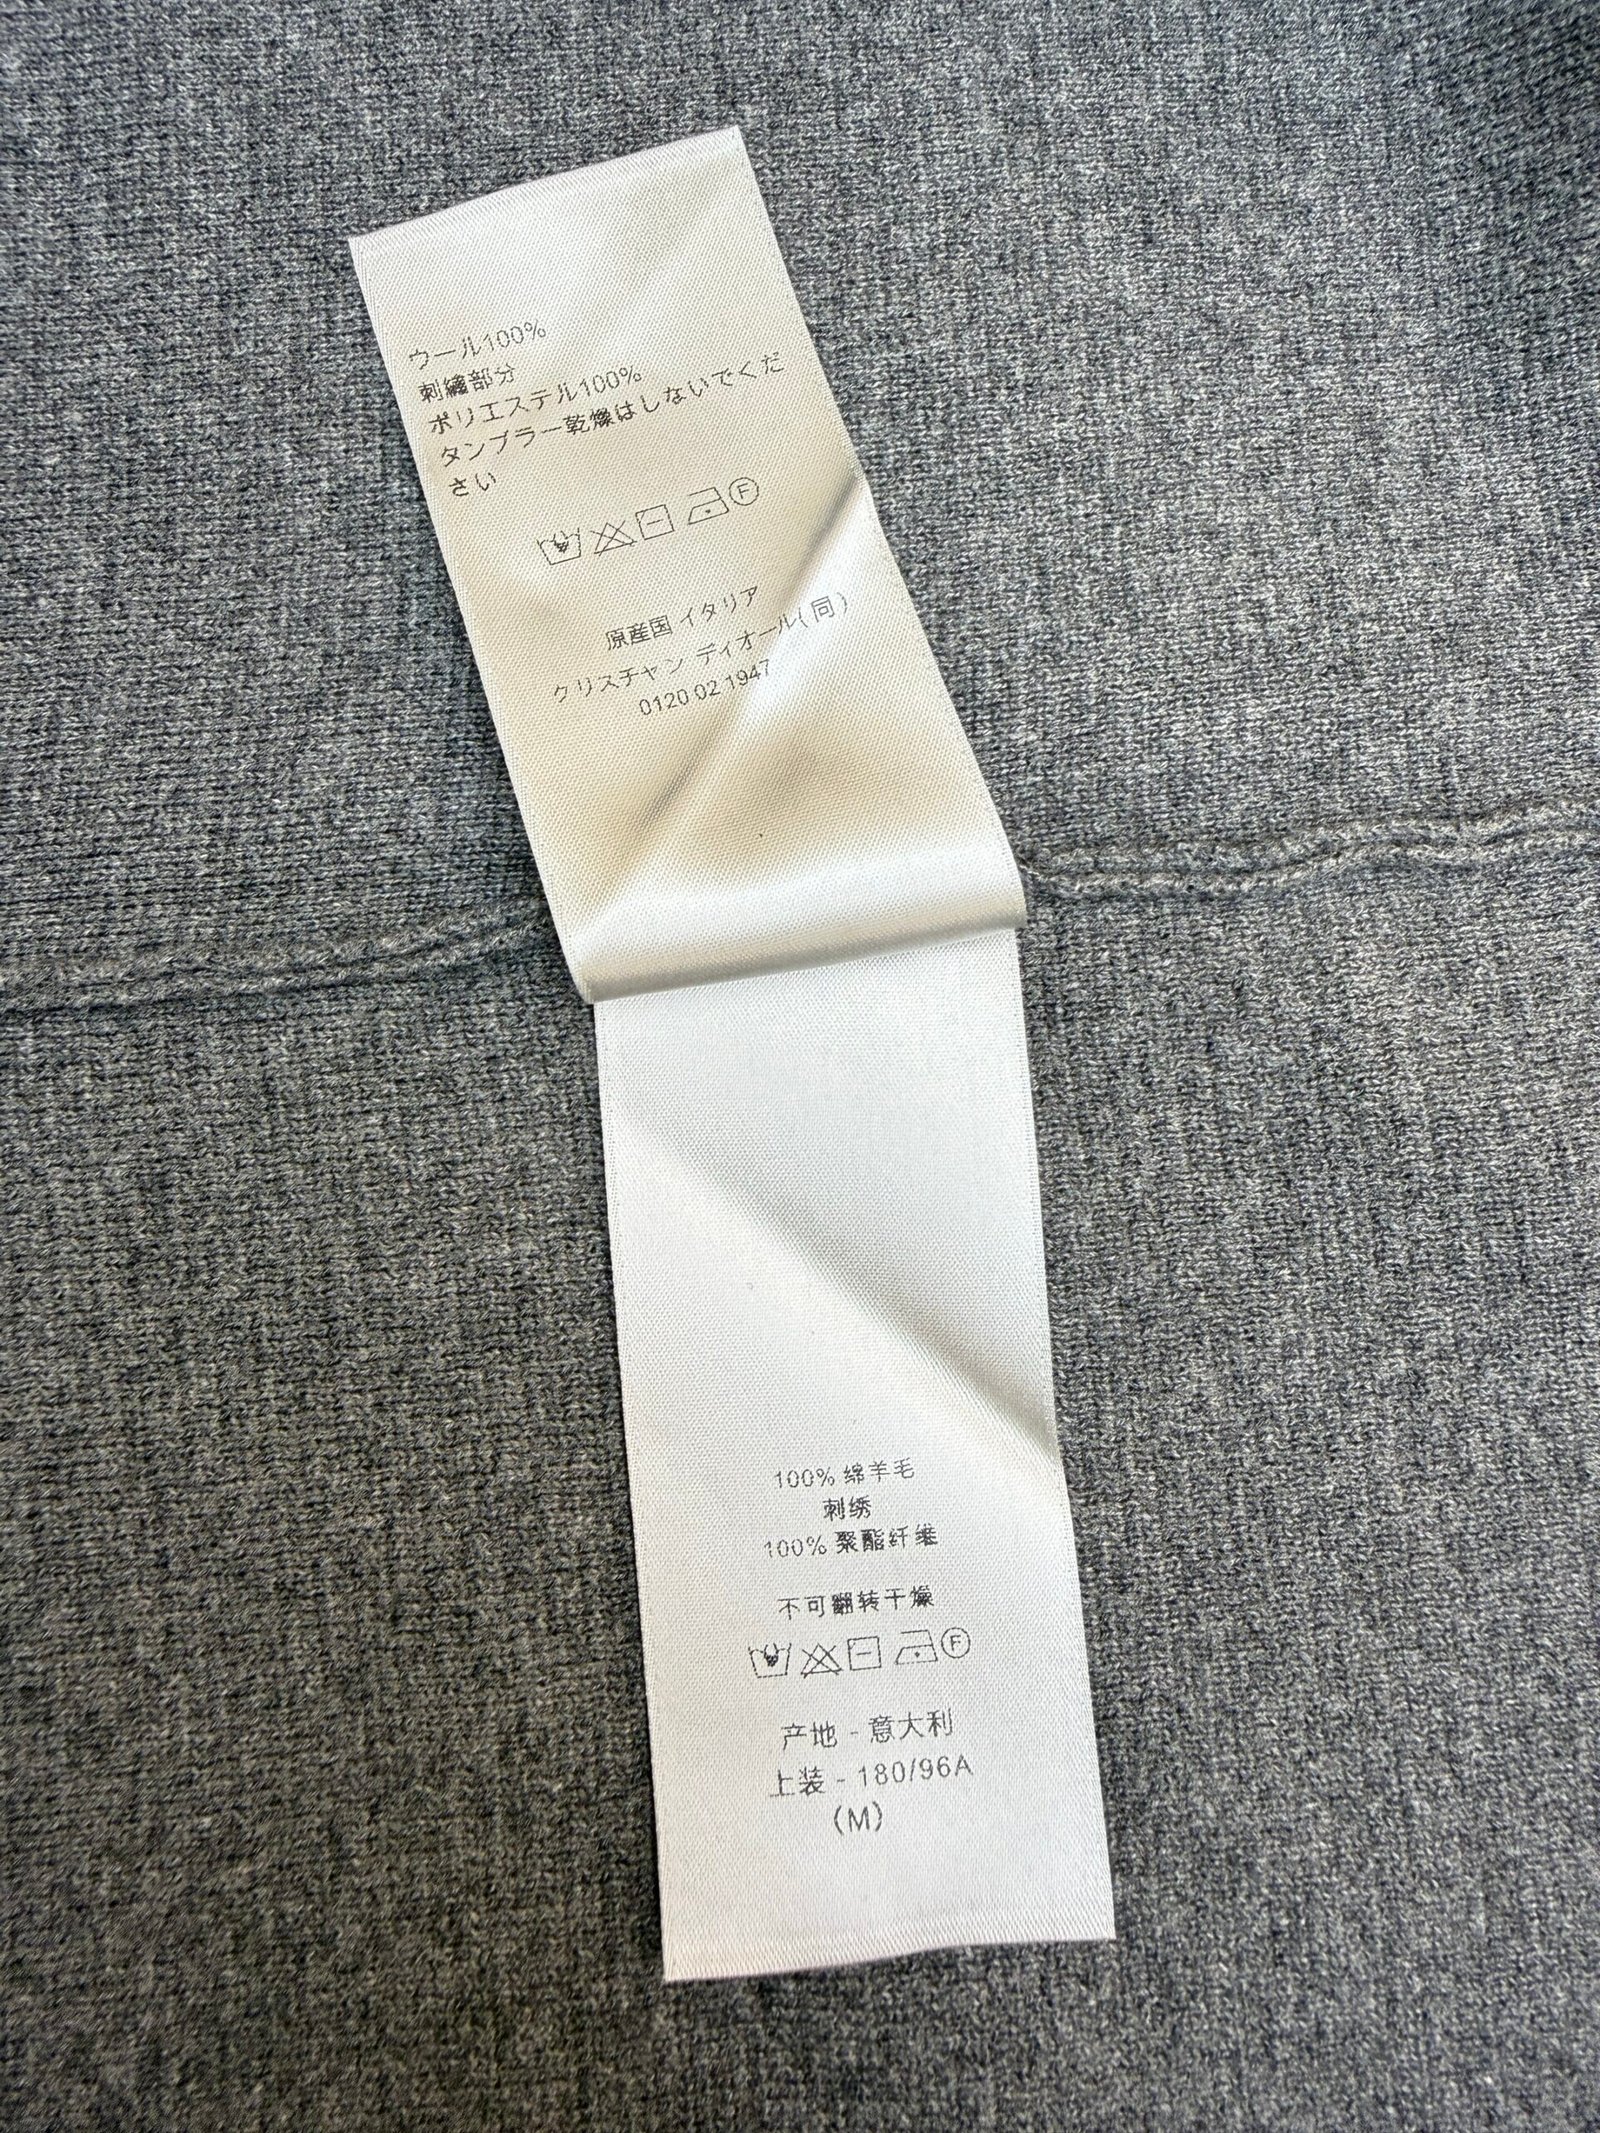 ウール100%
刺繍部分
ポリエステル100%
タンブラー乾燥はしないでくだ
さい
F
原産国 イタリア
クリスチャン ディオール(同)
0120 02 1947
100% 绵羊毛
刺绣
100% 聚酯纤维
不可翻转干燥
F
产地 - 意大利
上装 - 180/96A
(M)